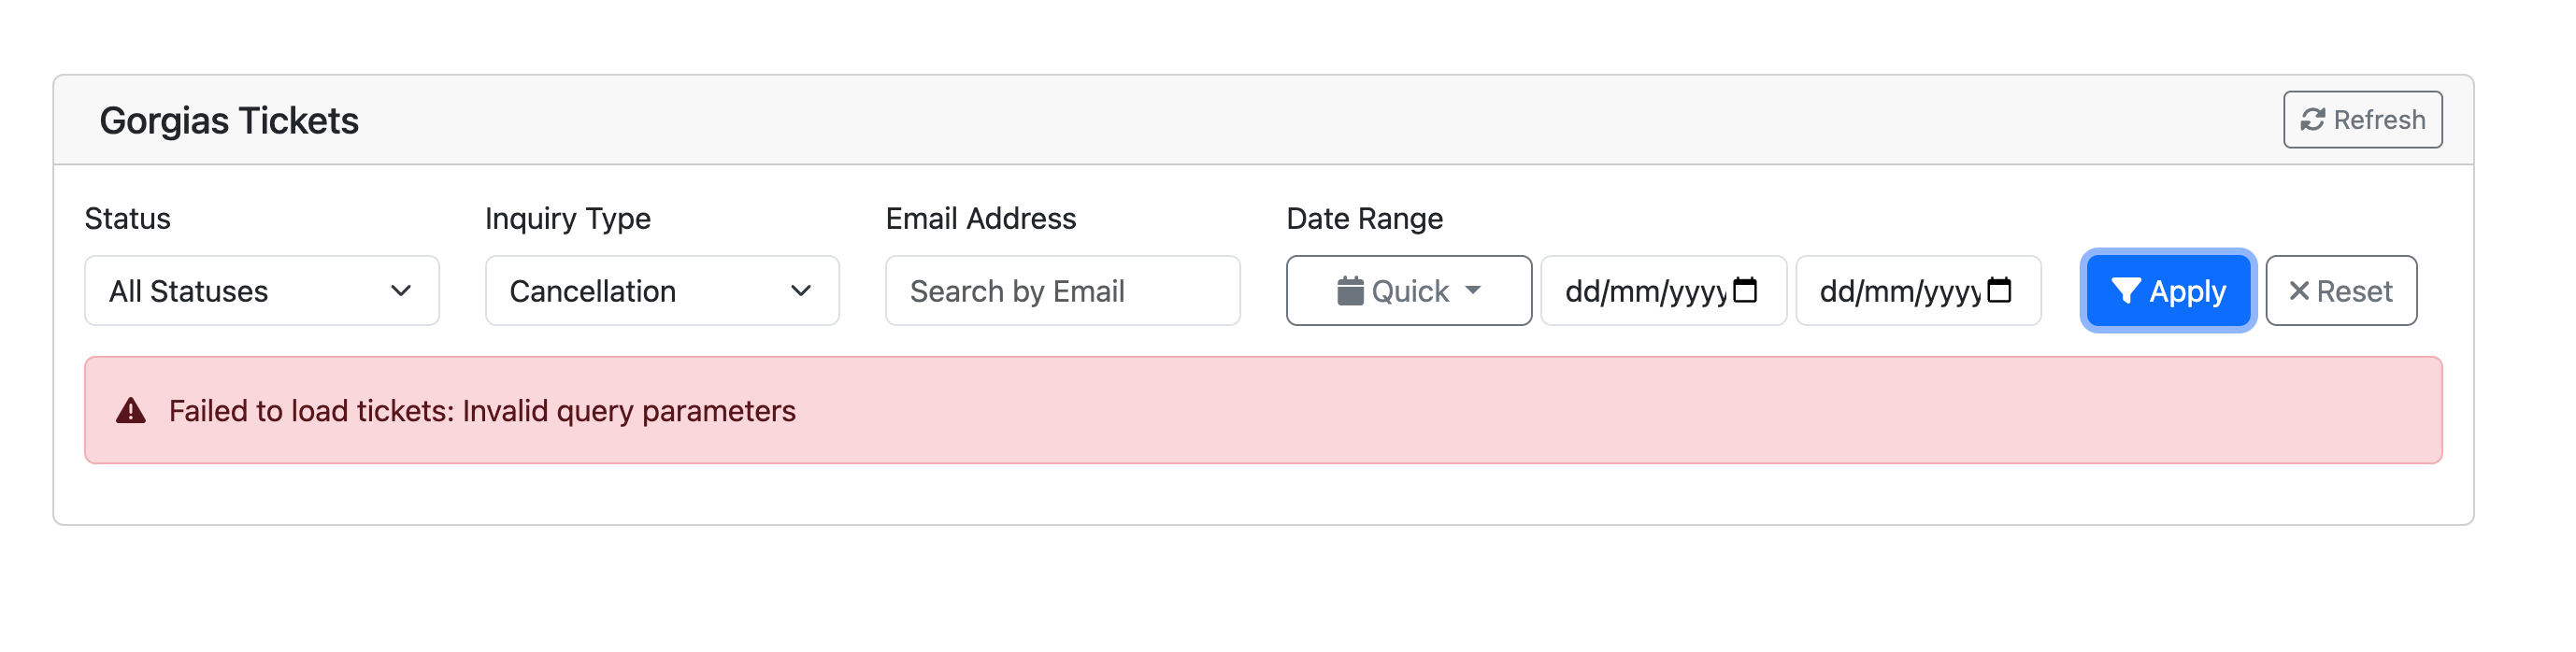 Gorgias Tickets
Refresh
Status
Inquiry Type
Email Address
Date Range
All Statuses
Cancellation
Search by Email
Quick
dd/mm/yyyy
dd/mm/yyyy
Apply
Reset
Failed to load tickets: Invalid query parameters